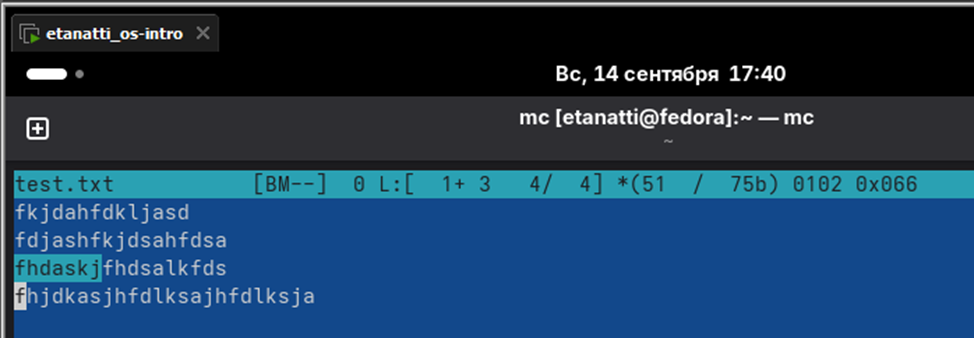 etanatti_os-intro
Вс, 14 сентября 17:40
mc [etanatti@fedora]:~ — mc
~
test.txt [BM--] 0 L:[ 1+ 3 4/ 4] *(51 / 75b) 0102 0x066
fkjdahfdkljasd
fdjashfkjdsahfdsa
fhdaskjfhdsalkfds
fhjdkasjhfdlksajhfdlksja